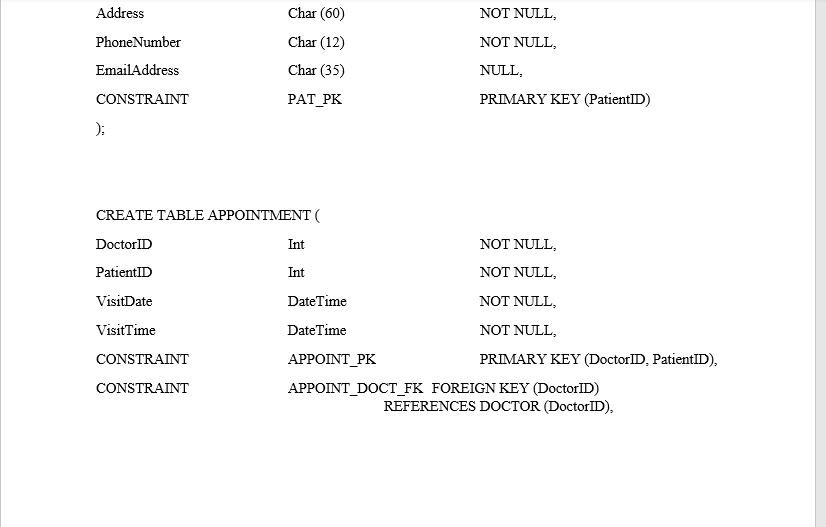 Address Char (60) NOT NULL,
PhoneNumber Char (12) NOT NULL,
EmailAddress Char (35) NULL,
CONSTRAINT PAT_PK PRIMARY KEY (PatientID)
);
CREATE TABLE APPOINTMENT (
DoctorID Int NOT NULL,
PatientID Int NOT NULL,
VisitDate DateTime NOT NULL,
VisitTime DateTime NOT NULL,
CONSTRAINT APPOINT_PK PRIMARY KEY (DoctorID, PatientID),
CONSTRAINT APPOINT_DOCT_FK FOREIGN KEY (DoctorID)
REFERENCES DOCTOR (DoctorID),